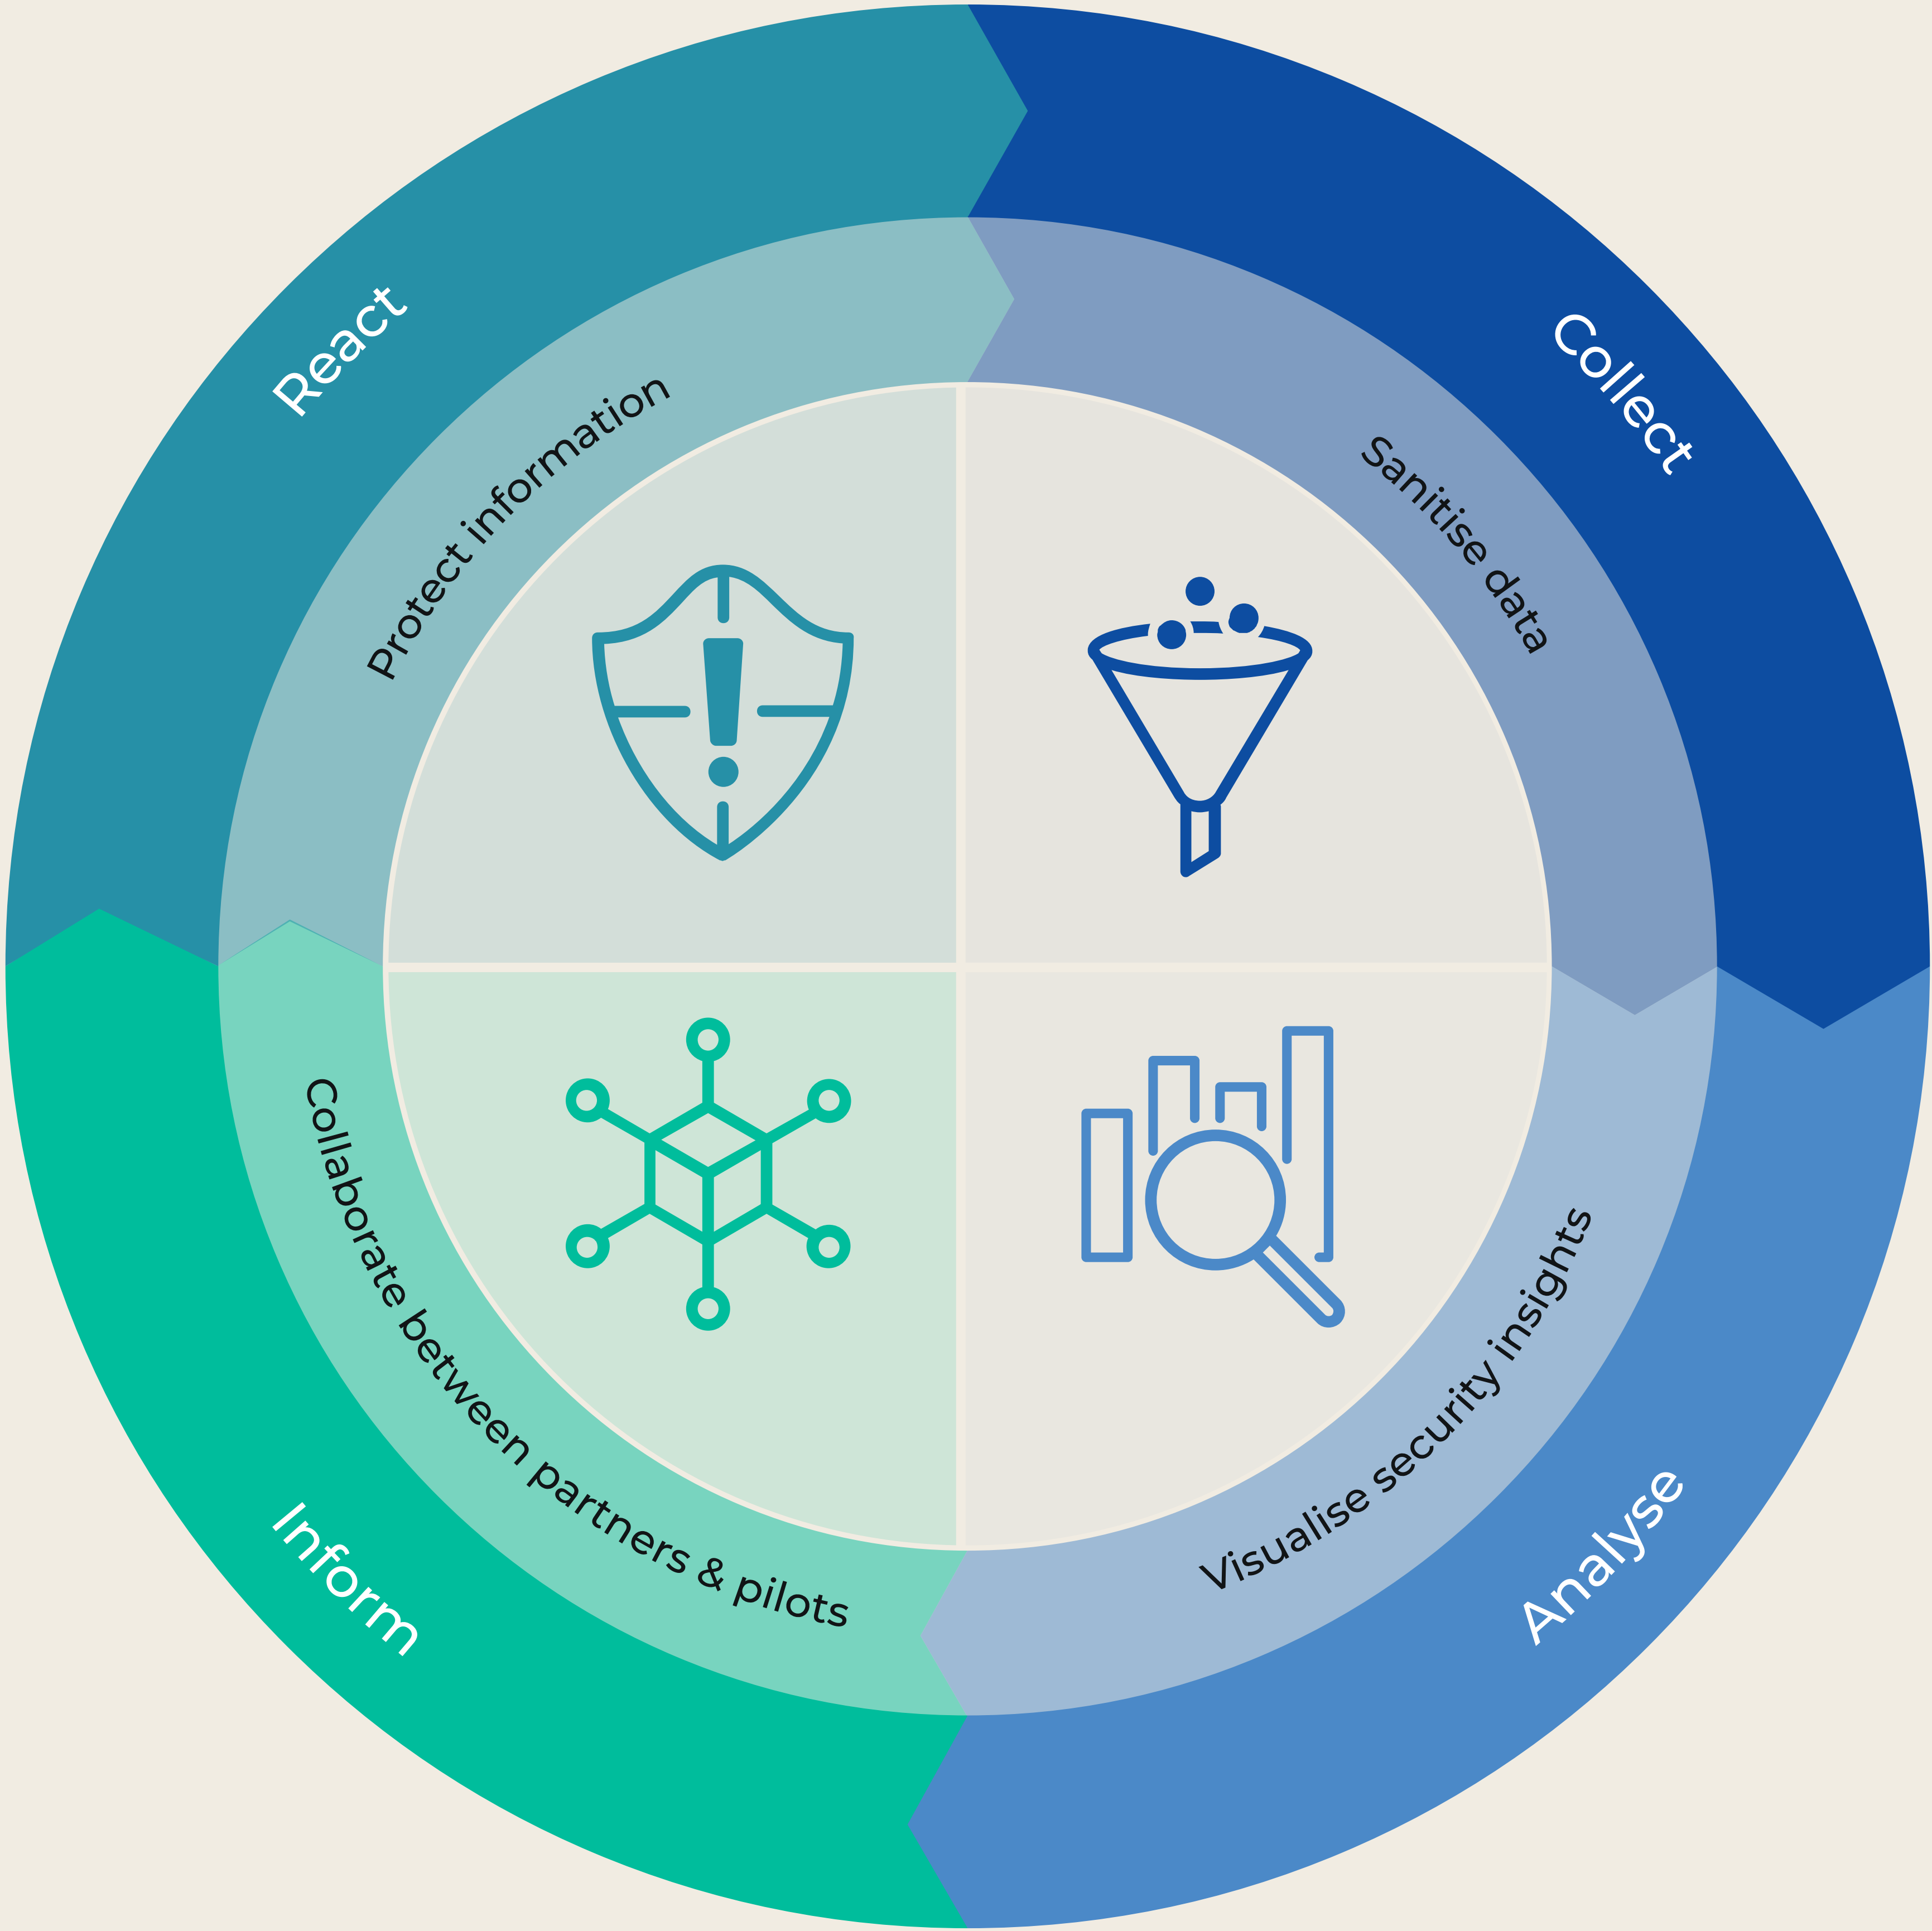 React
Protect information
Collect
Sanitise data
Analyse
Visualise security insights
Inform
Collaborate between partners & pilots